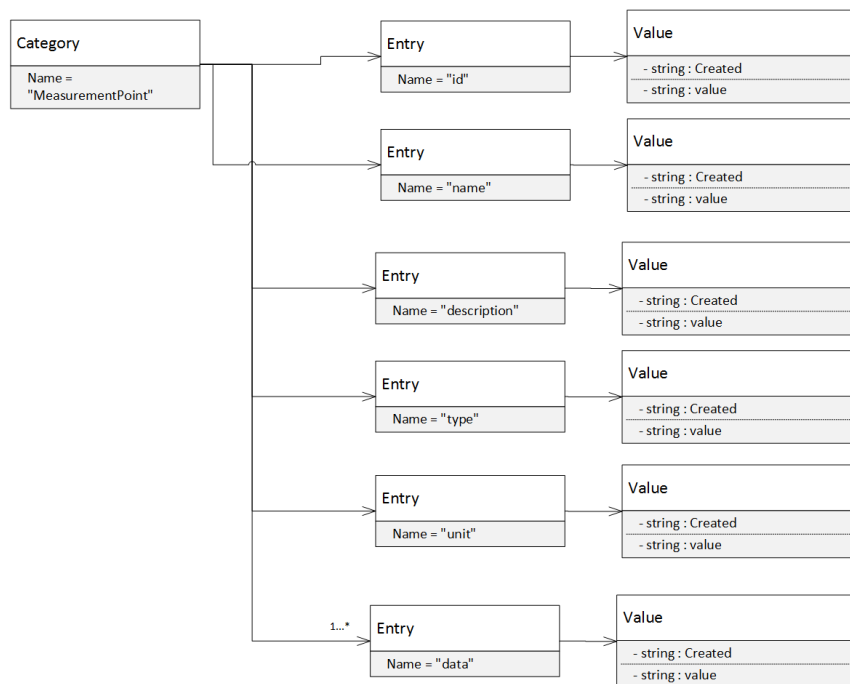 Category
Name =
"MeasurementPoint"
Entry
Name = "id"
Value
- string : Created
- string : value
Entry
Name = "name"
Value
- string : Created
- string : value
Entry
Name = "description"
Value
- string : Created
- string : value
Entry
Name = "type"
Value
- string : Created
- string : value
Entry
Name = "unit"
Value
- string : Created
- string : value
1...*
Entry
Name = "data"
Value
- string : Created
- string : value